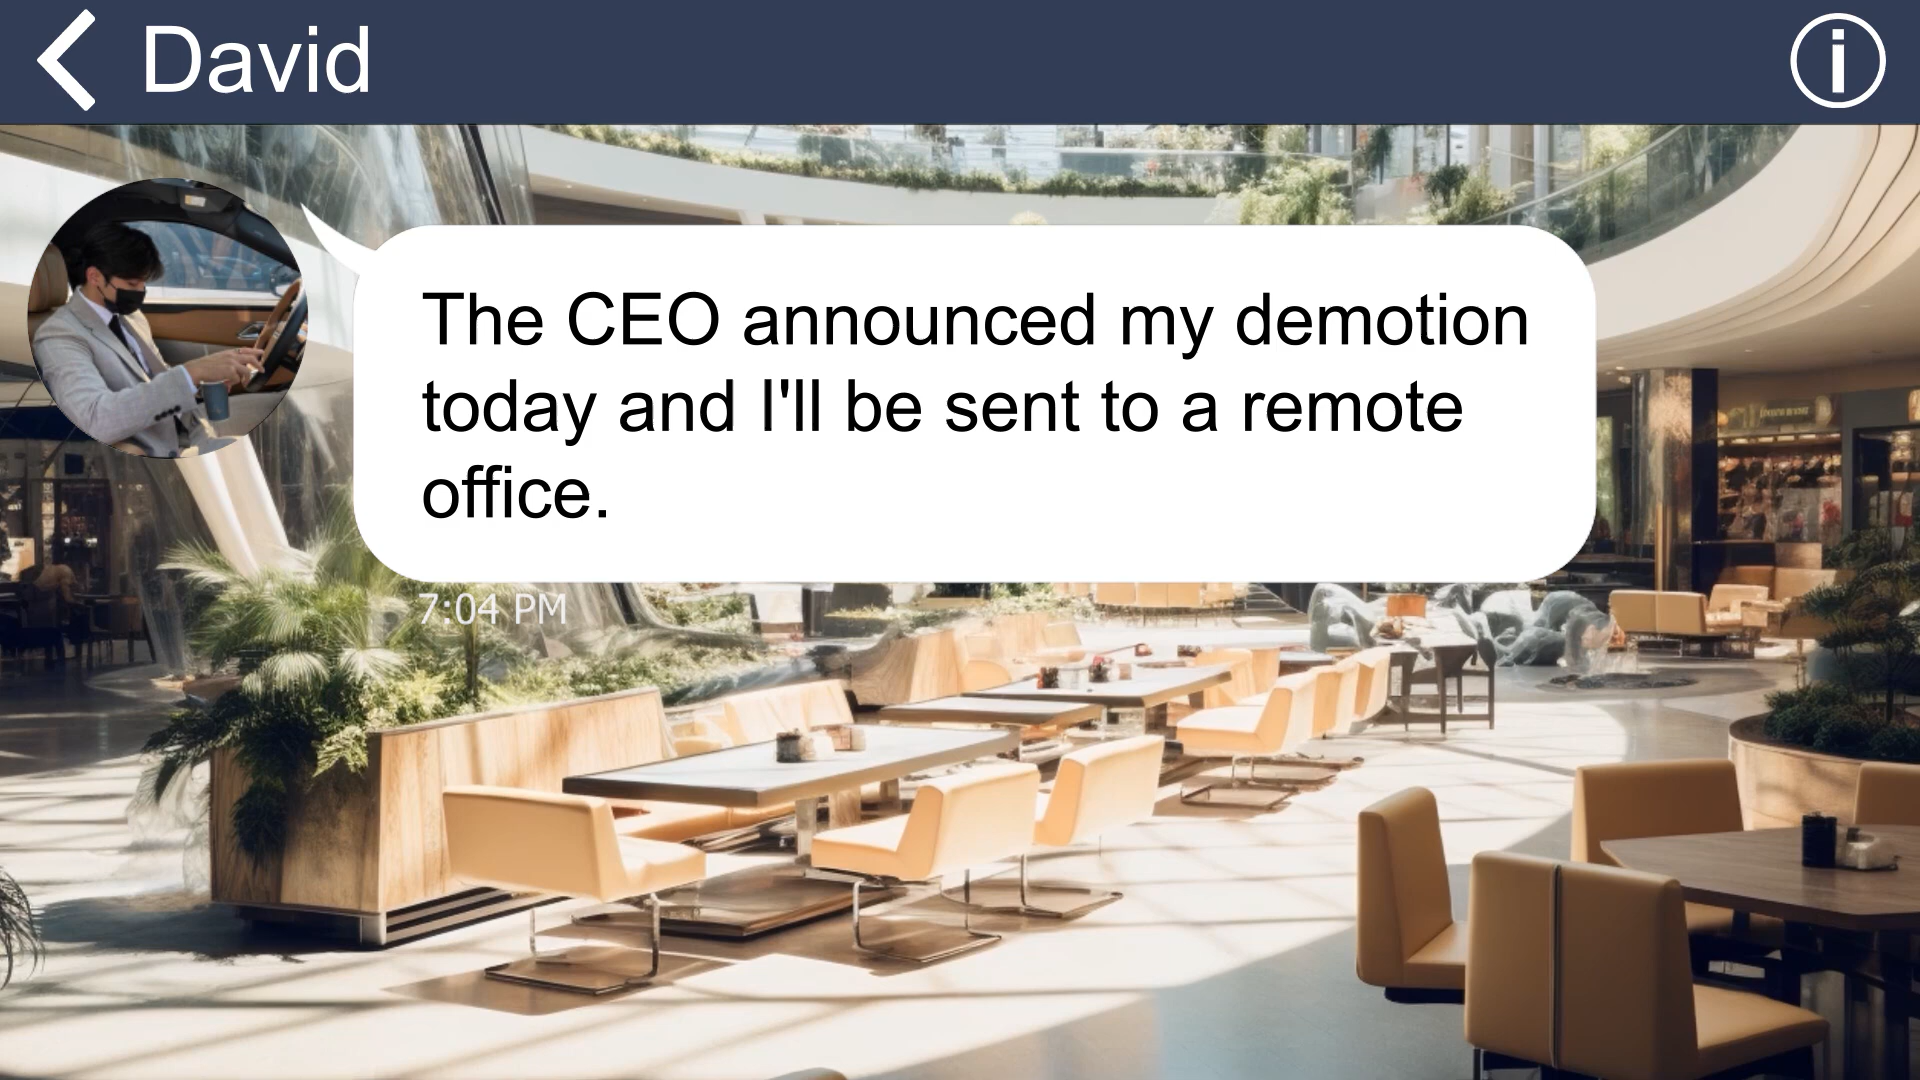 David
The CEO announced my demotion
today and I'll be sent to a remote
office.
7:04 PM